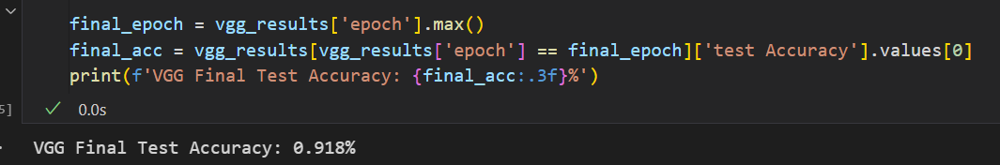 final_epoch = vgg_results['epoch'].max()
final_acc = vgg_results[vgg_results['epoch'] == final_epoch]['test Accuracy'].values[0]
print(f'VGG Final Test Accuracy: {final_acc:.3f}%')
5]
0.0s
VGG Final Test Accuracy: 0.918%